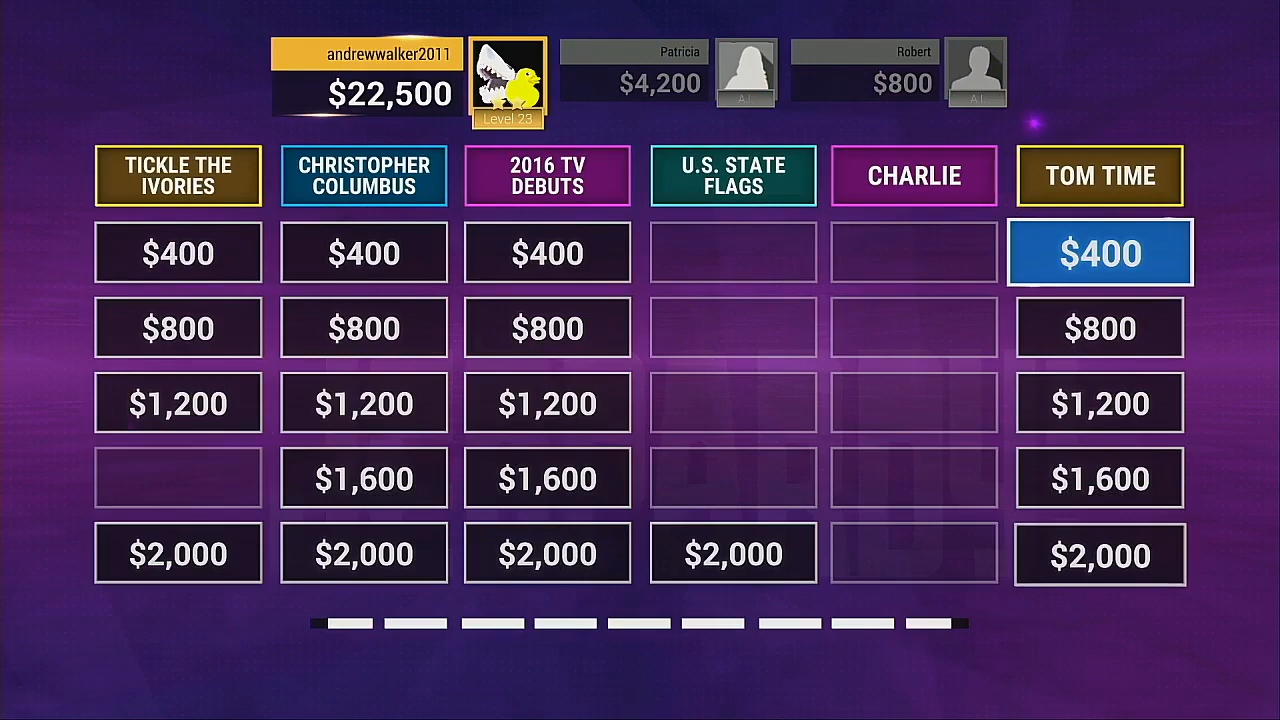 andrewwalker2011
$22,500
Level 23
Patricia
$4,200
A.I.
Robert
$800
A.I.
TICKLE THE
IVORIES
CHRISTOPHER
COLUMBUS
2016 TV
DEBUTS
U.S. STATE
FLAGS
CHARLIE
TOM TIME
$400
$400
$400
$400
$800
$800
$800
$800
$1,200
$1,200
$1,200
$1,200
$1,600
$1,600
$1,600
$2,000
$2,000
$2,000
$2,000
$2,000